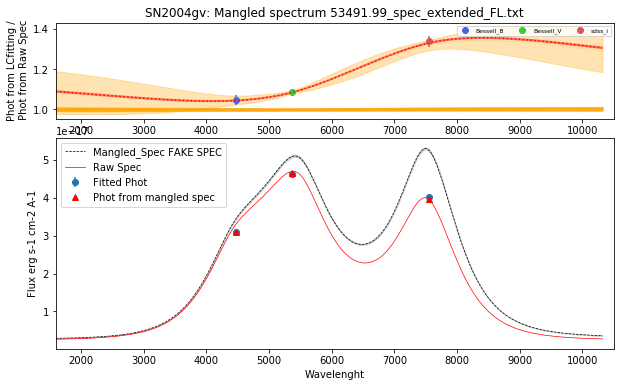 SN2004gv: Mangled spectrum 53491.99_spec_extended_FL.txt
Phot from LCfitting /
Phot from Raw Spec
1.4
1.2
1.0
Bessell_B
Bessell_V
sdss_i
2000 3000 4000 5000 6000 7000 8000 9000 10000
1e−17
Flux erg s-1 cm-2 A-1
5
4
3
2
1
Mangled_Spec FAKE SPEC
Raw Spec
Fitted Phot
Phot from mangled spec
2000 3000 4000 5000 6000 7000 8000 9000 10000
Wavelenght